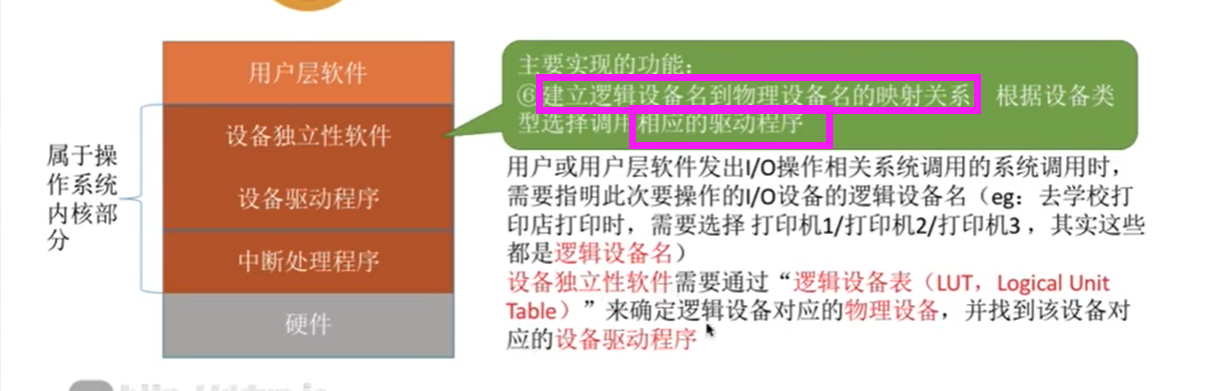 用户层软件
设备独立性软件
设备驱动程序
中断处理程序
硬件
属于操
作系统
内核部
分
主要实现的功能：
⑥建立逻辑设备名到物理设备名的映射关系 根据设备类
型选择调用相应的驱动程序
用户或用户层软件发出I/O操作相关系统调用的系统调用时，
需要指明此次要操作的I/O设备的逻辑设备名（eg：去学校打
印店打印时，需要选择 打印机1/打印机2/打印机3 ，其实这些
都是逻辑设备名）
设备独立性软件需要通过“逻辑设备表（LUT，Logical Unit
Table）”来确定逻辑设备对应的物理设备，并找到该设备对
应的设备驱动程序